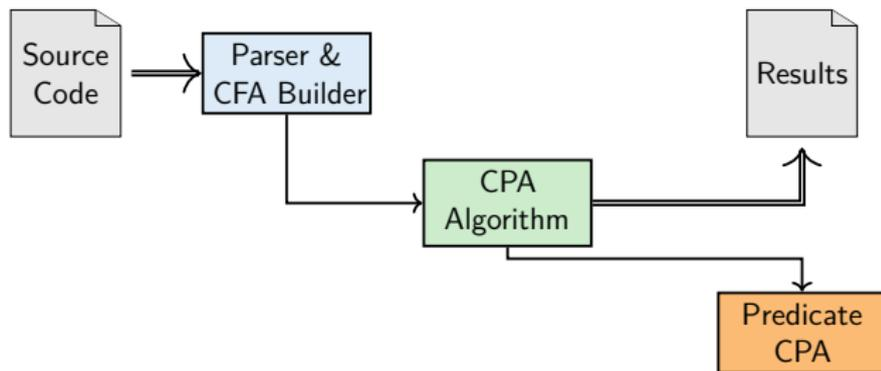 Source
Code
Parser &
CFA Builder
Results
CPA
Algorithm
Predicate
CPA